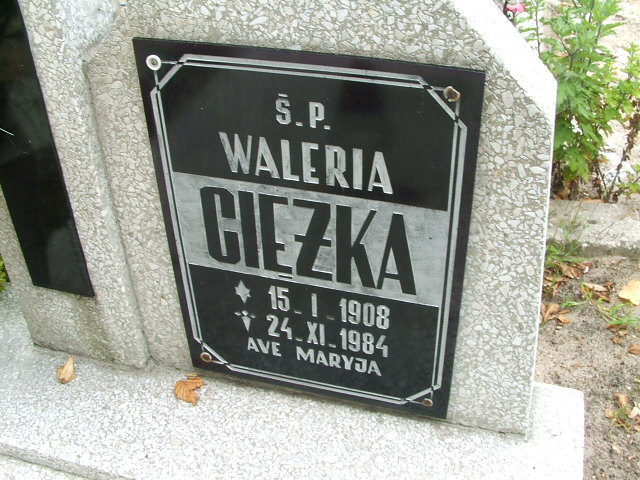 Ś.P.
WALERIA
CIĘŻKA
15-I-1908
24-XI-1984
AVE MARYJA